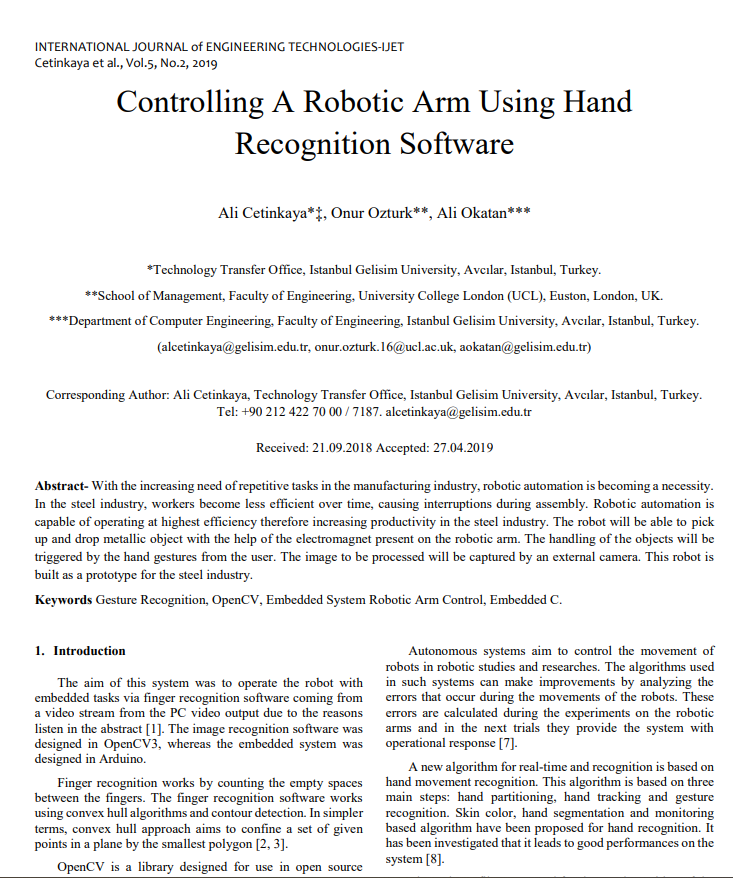 INTERNATIONAL JOURNAL of ENGINEERING TECHNOLOGIES-IJET
Cetinkaya et al., Vol.5, No.2, 2019
Controlling A Robotic Arm Using Hand
Recognition Software
Ali Cetinkaya*‡, Onur Ozturk**, Ali Okatan***
*Technology Transfer Office, Istanbul Gelisim University, Avcılar, Istanbul, Turkey.
**School of Management, Faculty of Engineering, University College London (UCL), Euston, London, UK.
***Department of Computer Engineering, Faculty of Engineering, Istanbul Gelisim University, Avcılar, Istanbul, Turkey.
(alcetinkaya@gelisim.edu.tr, onur.ozturk.16@ucl.ac.uk, aokatan@gelisim.edu.tr)
Corresponding Author: Ali Cetinkaya, Technology Transfer Office, Istanbul Gelisim University, Avcılar, Istanbul, Turkey.
Tel: +90 212 422 70 00 / 7187. alcetinkaya@gelisim.edu.tr
Received: 21.09.2018 Accepted: 27.04.2019
Abstract- With the increasing need of repetitive tasks in the manufacturing industry, robotic automation is becoming a necessity.
In the steel industry, workers become less efficient over time, causing interruptions during assembly. Robotic automation is
capable of operating at highest efficiency therefore increasing productivity in the steel industry. The robot will be able to pick
up and drop metallic object with the help of the electromagnet present on the robotic arm. The handling of the objects will be
triggered by the hand gestures from the user. The image to be processed will be captured by an external camera. This robot is
built as a prototype for the steel industry.
Keywords Gesture Recognition, OpenCV, Embedded System Robotic Arm Control, Embedded C.
1. Introduction
The aim of this system was to operate the robot with
embedded tasks via finger recognition software coming from
a video stream from the PC video output due to the reasons
listen in the abstract [1]. The image recognition software was
designed in OpenCV3, whereas the embedded system was
designed in Arduino.
Finger recognition works by counting the empty spaces
between the fingers. The finger recognition software works
using convex hull algorithms and contour detection. In simpler
terms, convex hull approach aims to confine a set of given
points in a plane by the smallest polygon [2, 3].
OpenCV is a library designed for use in open source
Autonomous systems aim to control the movement of
robots in robotic studies and researches. The algorithms used
in such systems can make improvements by analyzing the
errors that occur during the movements of the robots. These
errors are calculated during the experiments on the robotic
arms and in the next trials they provide the system with
operational response [7].
A new algorithm for real-time and recognition is based on
hand movement recognition. This algorithm is based on three
main steps: hand partitioning, hand tracking and gesture
recognition. Skin color, hand segmentation and monitoring
based algorithm have been proposed for hand recognition. It
has been investigated that it leads to good performances on the
system [8].